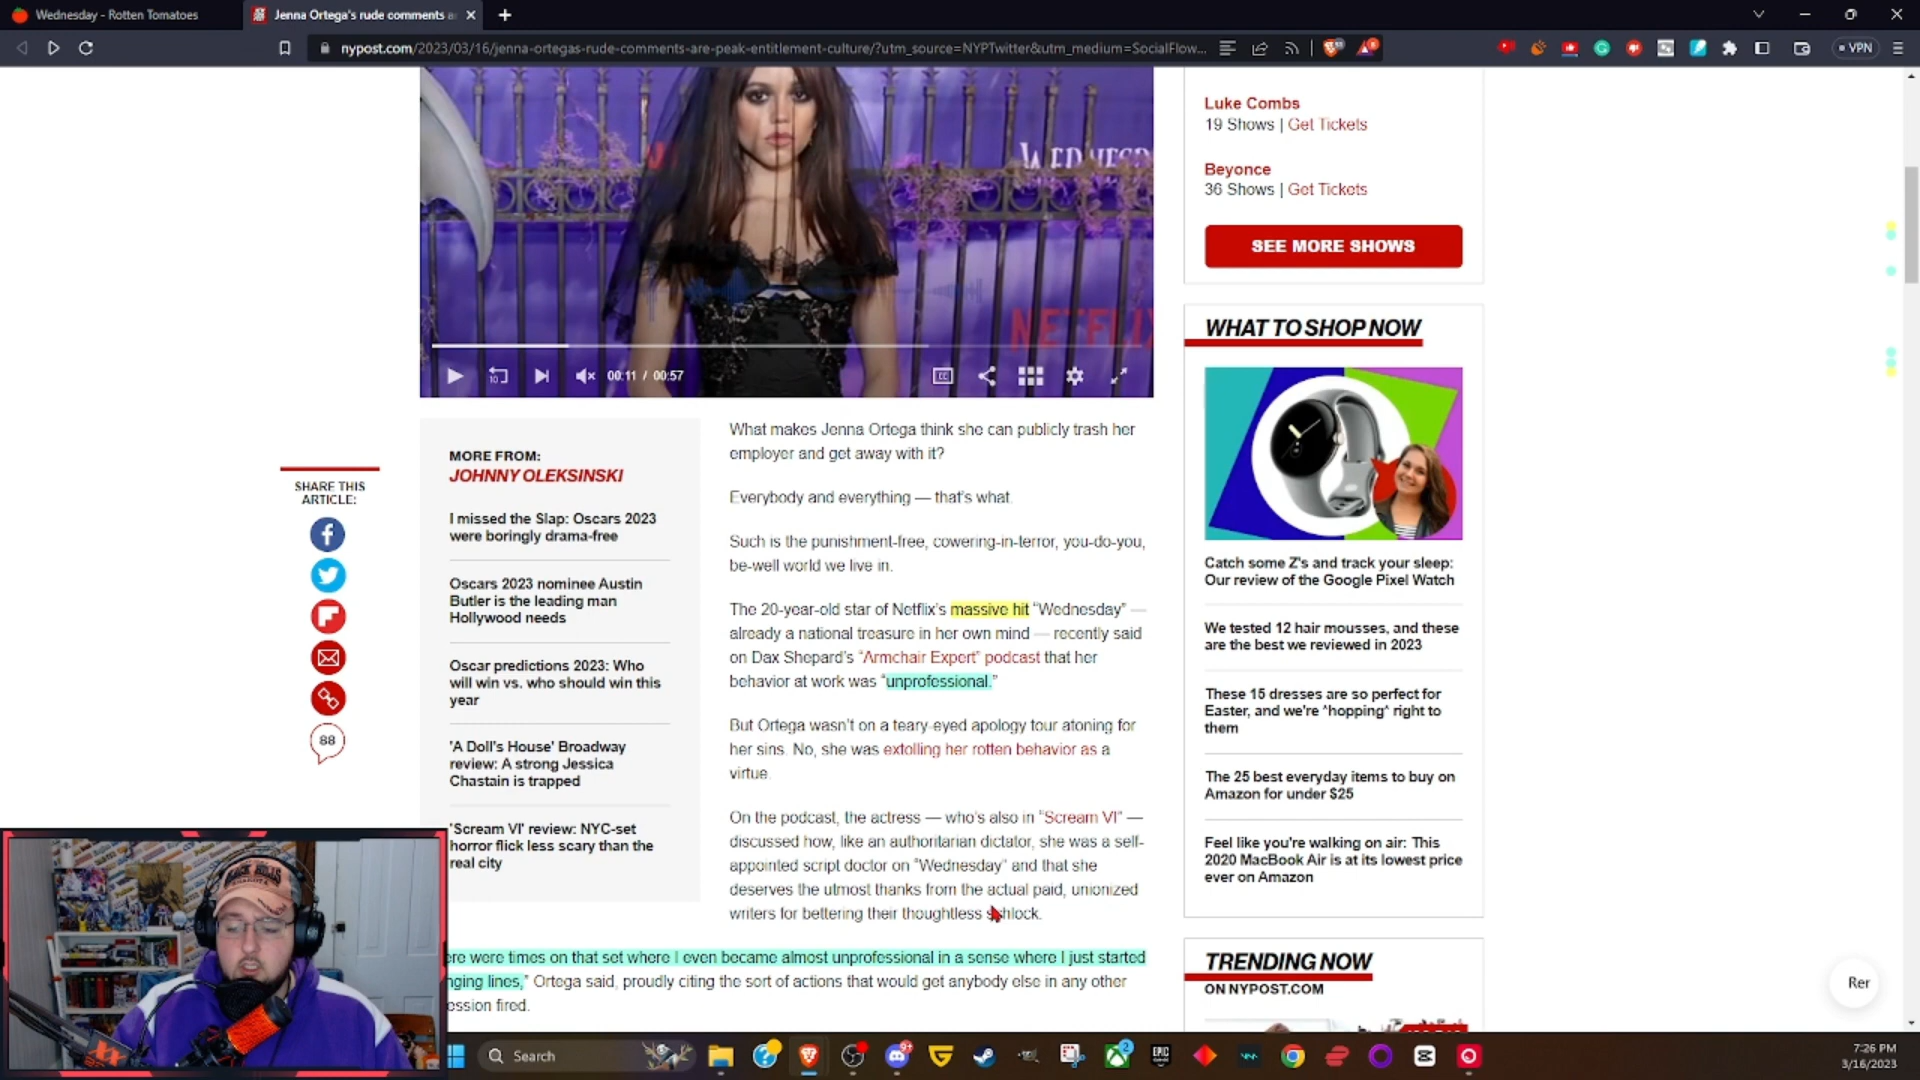 Wednesday - Rotten Tomatoes
Jenna Ortega's rude comments a
nypost.com/2023/03/16/jenna-ortegas-rude-comments-are-peak-entitlement-culture/?utm_source=NYPTwitter&utm_medium=SocialFlow...
VPN
WEDNESD
NETFLIX
10
00:11 / 00:57
CC
Luke Combs
19 Shows | Get Tickets
Beyonce
36 Shows | Get Tickets
SEE MORE SHOWS
WHAT TO SHOP NOW
Catch some Z's and track your sleep:
Our review of the Google Pixel Watch
We tested 12 hair mousses, and these
are the best we reviewed in 2023
These 15 dresses are so perfect for
Easter, and we're ^hopping^ right to
them
The 25 best everyday items to buy on
Amazon for under $25
Feel like you're walking on air: This
2020 MacBook Air is at its lowest price
ever on Amazon
TRENDING NOW
ON NYPOST.COM
SHARE THIS
ARTICLE:
88
MORE FROM:
JOHNNY OLEKSINSKI
I missed the Slap: Oscars 2023
were boringly drama-free
Oscars 2023 nominee Austin
Butler is the leading man
Hollywood needs
Oscar predictions 2023: Who
will win vs. who should win this
year
'A Doll's House' Broadway
review: A strong Jessica
Chastain is trapped
'Scream VI' review: NYC-set
horror flick less scary than the
real city
What makes Jenna Ortega think she can publicly trash her
employer and get away with it?
Everybody and everything — that's what.
Such is the punishment-free, cowering-in-terror, you-do-you,
be-well world we live in.
The 20-year-old star of Netflix's massive hit "Wednesday" —
already a national treasure in her own mind — recently said
on Dax Shepard's "Armchair Expert" podcast that her
behavior at work was "unprofessional."
But Ortega wasn't on a teary-eyed apology tour atoning for
her sins. No, she was extolling her rotten behavior as a
virtue.
On the podcast, the actress — who's also in "Scream VI" —
discussed how, like an authoritarian dictator, she was a self-
appointed script doctor on "Wednesday" and that she
deserves the utmost thanks from the actual paid, unionized
writers for bettering their thoughtless schlock.
ere were times on that set where I even became almost unprofessional in a sense where I just started
nging lines," Ortega said, proudly citing the sort of actions that would get anybody else in any other
ession fired.
Rer
BLACK HILLS
Search
EPIC
7:26 PM
3/16/2023